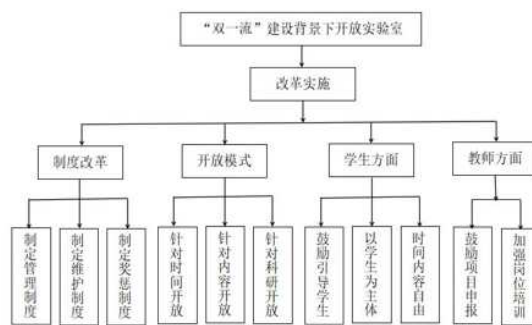 “双一流”建设背景下开放实验室
改革实施
制度改革
开放模式
学生方面
教师方面
制定管理制度
制定维护制度
制定奖惩制度
针对时间开放
针对内容开放
针对科研开放
鼓励引导学生
以学生为主体
时间内容自由
鼓励项目申报
加强岗位培训